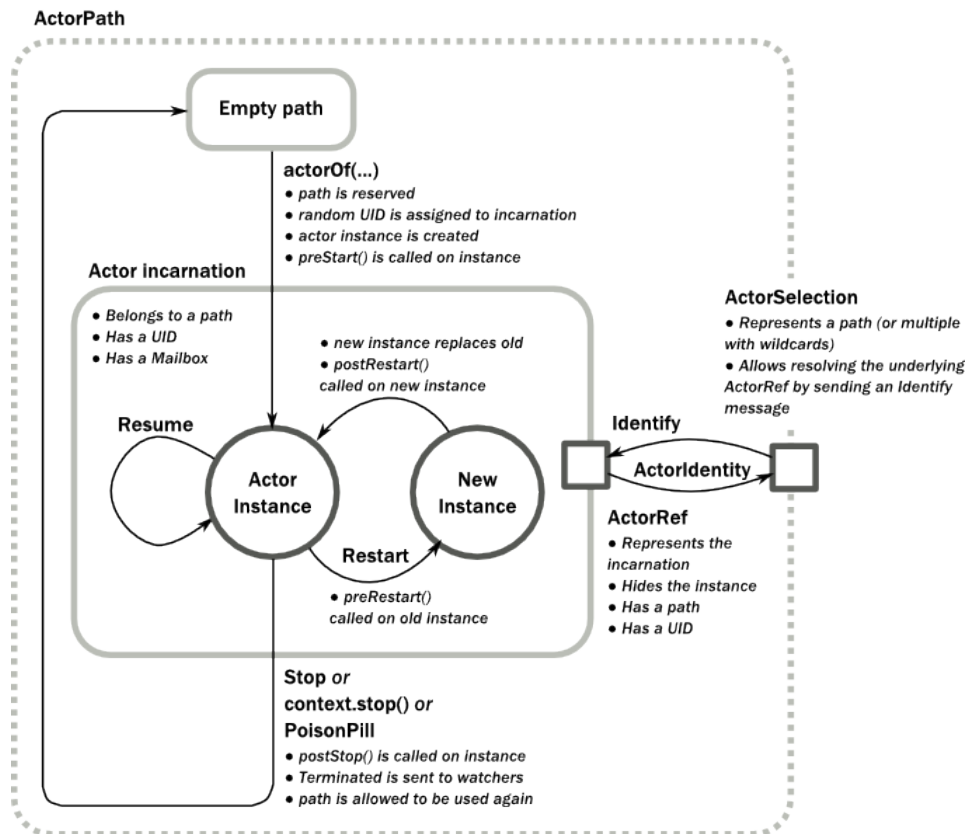 ActorPath
Empty path
actorOf(...)
● path is reserved
● random UID is assigned to incarnation
● actor instance is created
● preStart() is called on instance
Actor incarnation
● Belongs to a path
● Has a UID
● Has a Mailbox
● new instance replaces old
● postRestart()
called on new instance
Resume
Actor
Instance
New
Instance
Restart
● preRestart()
called on old instance
ActorSelection
● Represents a path (or multiple
with wildcards)
● Allows resolving the underlying
ActorRef by sending an Identify
message
Identify
ActorIdentity
ActorRef
● Represents the
incarnation
● Hides the instance
● Has a path
● Has a UID
Stop or
context.stop() or
PoisonPill
● postStop() is called on instance
● Terminated is sent to watchers
● path is allowed to be used again